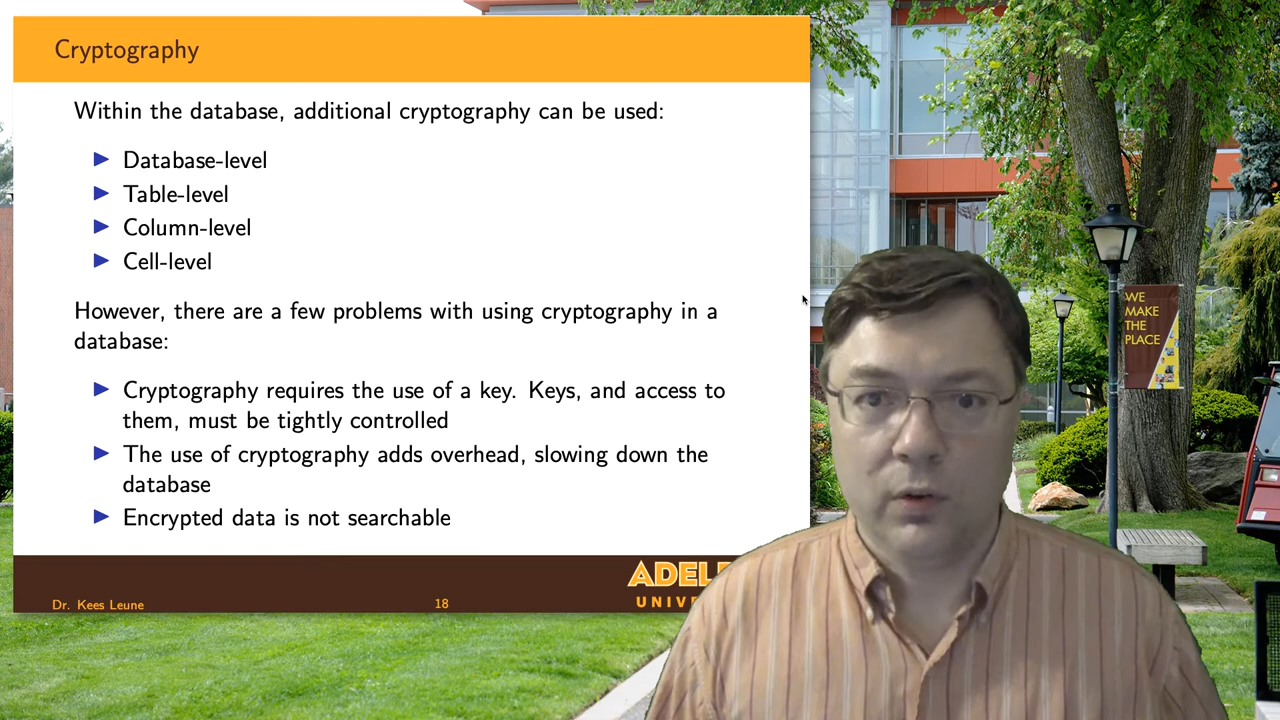 Cryptography
Within the database, additional cryptography can be used:
▶ Database-level
▶ Table-level
▶ Column-level
▶ Cell-level
However, there are a few problems with using cryptography in a
database:
▶ Cryptography requires the use of a key. Keys, and access to
them, must be tightly controlled
▶ The use of cryptography adds overhead, slowing down the
database
▶ Encrypted data is not searchable
Dr. Kees Leune
18
WE
MAKE
THE
PLACE